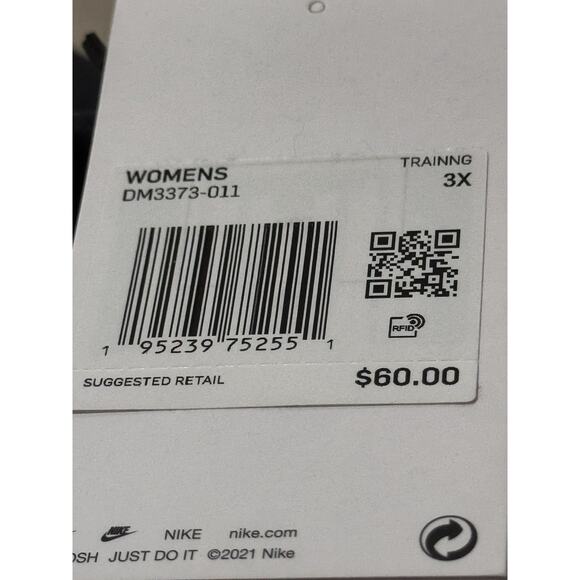 WOMENS TRAINNG
DM3373-011 3X
RFID
1 95239 75255 1
SUGGESTED RETAIL $60.00
NIKE NIKE nike.com
OSH JUST DO IT ©2021 Nike